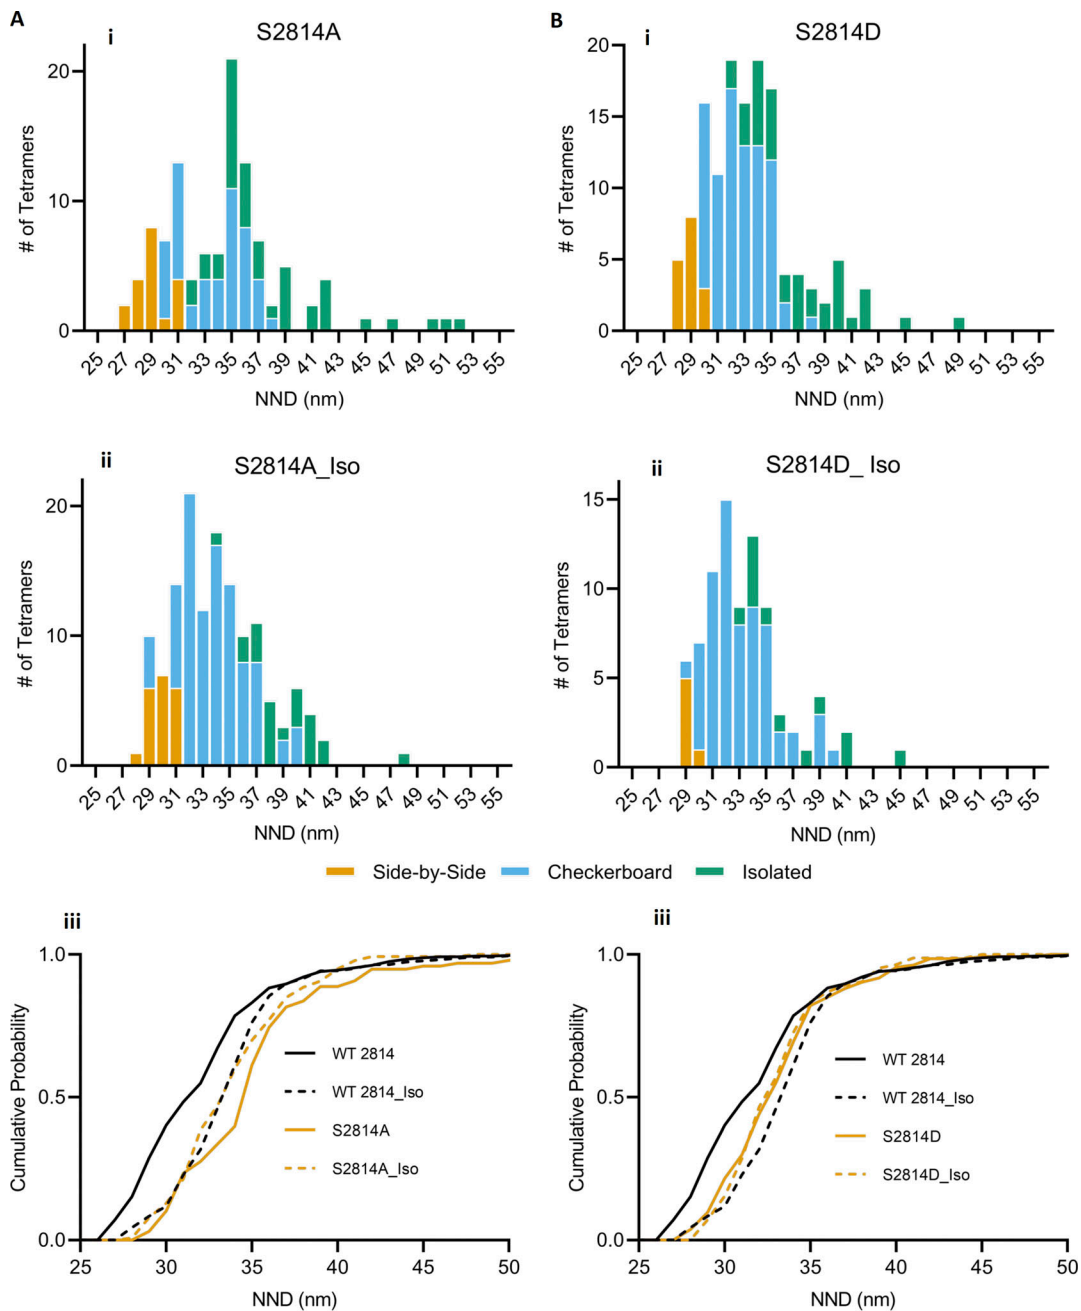 A
i
S2814A
# of Tetramers
20
10
0
25 27 29 31 33 35 37 39 41 43 45 47 49 51 53 55
NND (nm)
B
i
S2814D
# of Tetramers
20
15
10
5
0
25 27 29 31 33 35 37 39 41 43 45 47 49 51 53 55
NND (nm)
ii
S2814A_Iso
# of Tetramers
20
10
0
25 27 29 31 33 35 37 39 41 43 45 47 49 51 53 55
NND (nm)
ii
S2814D_ Iso
# of Tetramers
15
10
5
0
25 27 29 31 33 35 37 39 41 43 45 47 49 51 53 55
NND (nm)
Side-by-Side Checkerboard Isolated
iii
Cumulative Probability
1.0
0.5
0.0
WT 2814
WT 2814_Iso
S2814A
S2814A_Iso
25 30 35 40 45 50
NND (nm)
iii
Cumulative Probability
1.0
0.5
0.0
WT 2814
WT 2814_Iso
S2814D
S2814D_Iso
25 30 35 40 45 50
NND (nm)